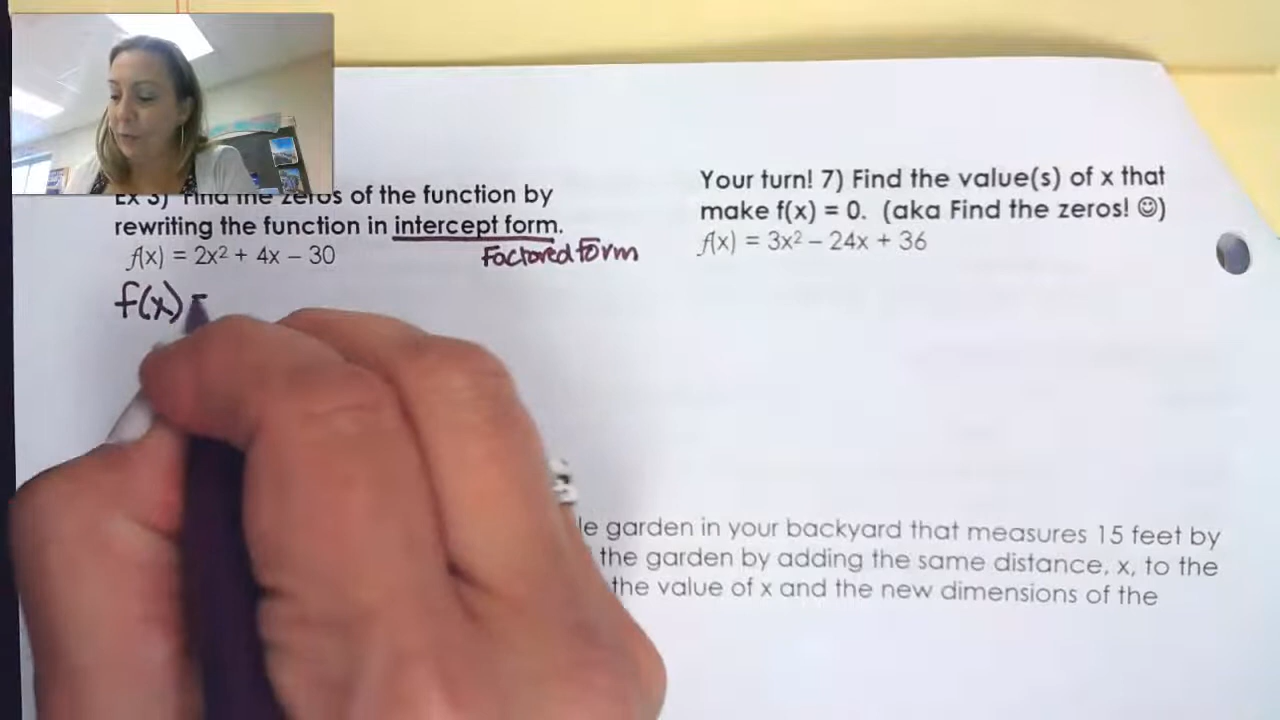 Ex 3) Find the zeros of the function by
rewriting the function in intercept form.
f(x) = 2x² + 4x – 30
Factored Form
f(x) =
Your turn! 7) Find the value(s) of x that
make f(x) = 0. (aka Find the zeros! ☺)
f(x) = 3x² – 24x + 36
garden in your backyard that measures 15 feet by
the garden by adding the same distance, x, to the
the value of x and the new dimensions of the